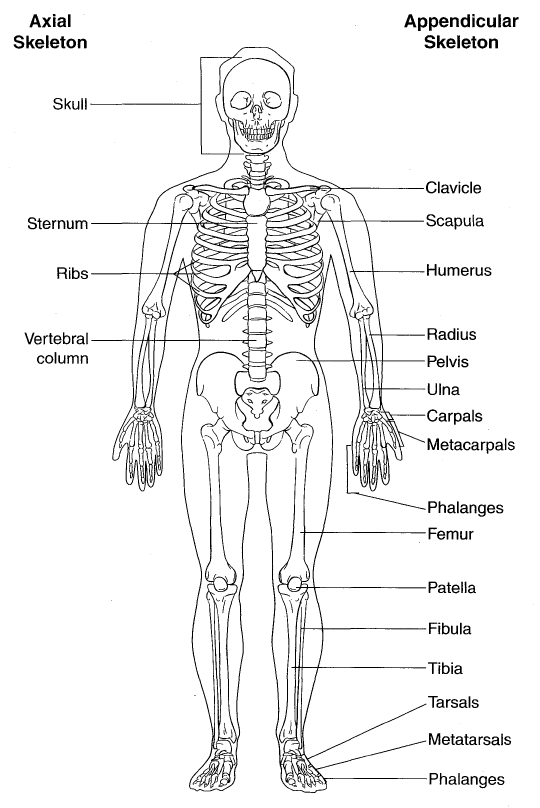 Axial
Skeleton
Appendicular
Skeleton
Skull
Sternum
Ribs
Vertebral
column
Clavicle
Scapula
Humerus
Radius
Pelvis
Ulna
Carpals
Metacarpals
Phalanges
Femur
Patella
Fibula
Tibia
Tarsals
Metatarsals
Phalanges